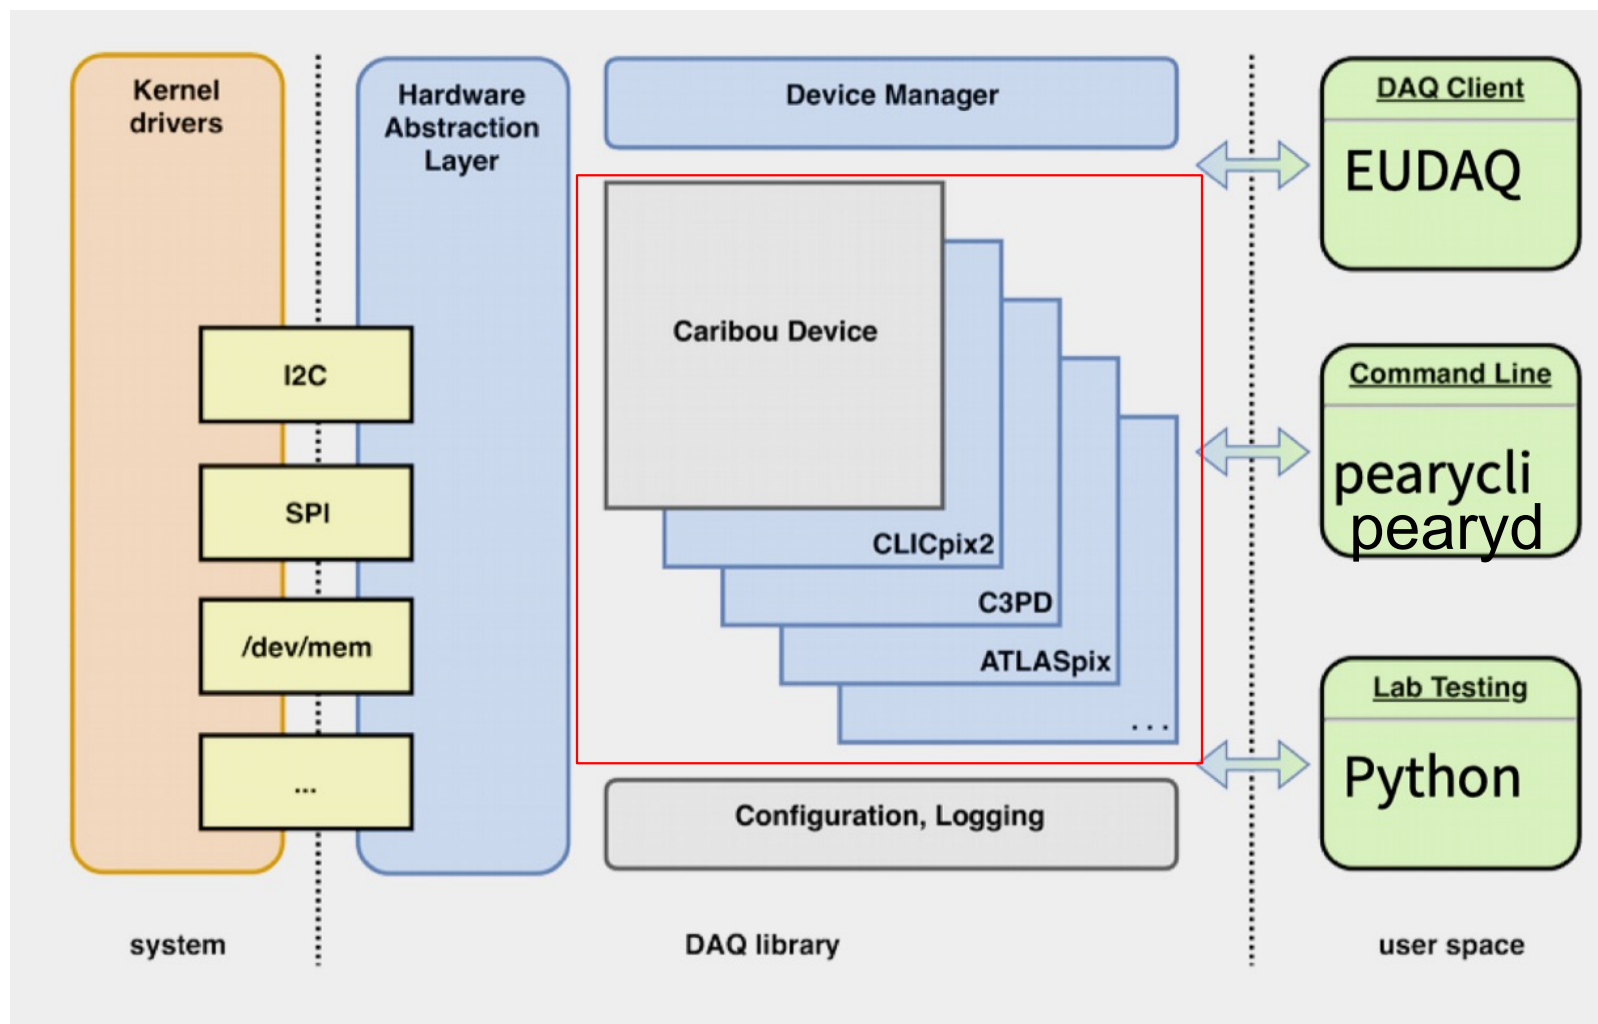 Kernel
drivers
Hardware
Abstraction
Layer
Device Manager
DAQ Client
EUDAQ
Caribou Device
I2C
SPI
/dev/mem
...
CLICpix2
C3PD
ATLASpix
...
Command Line
pearycli
pearyd
Lab Testing
Python
Configuration, Logging
system
DAQ library
user space